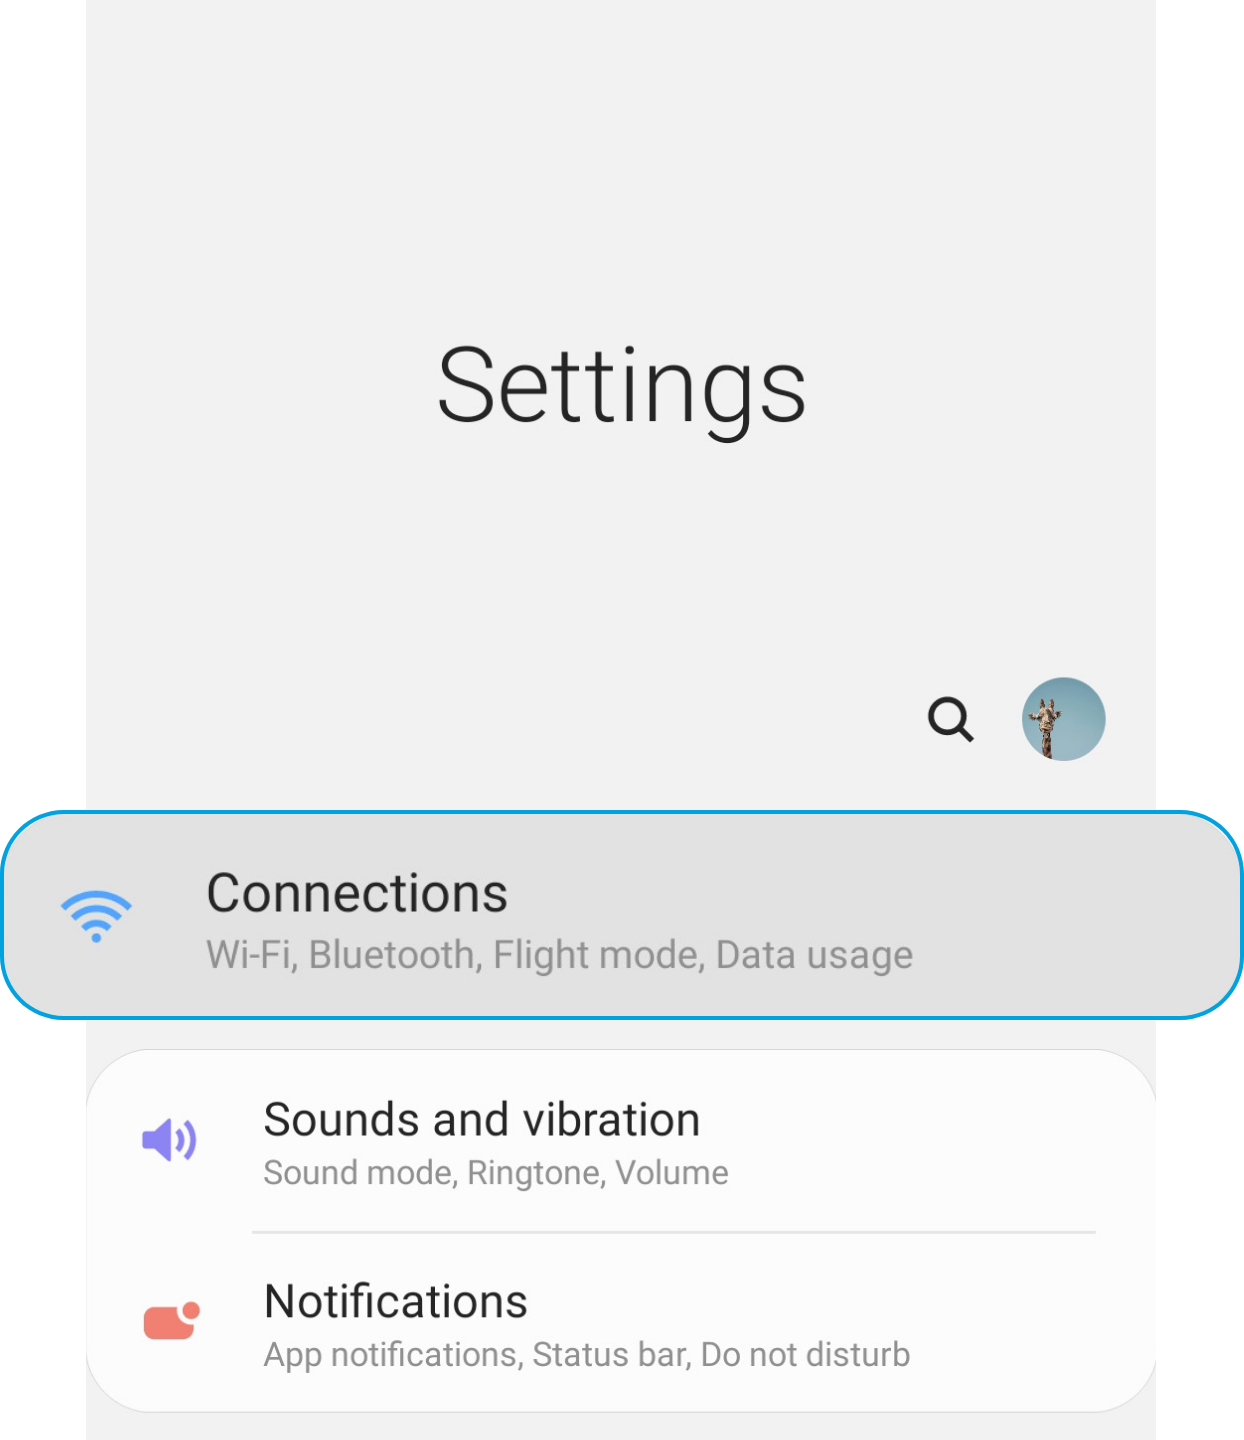 Settings
Connections
Wi-Fi, Bluetooth, Flight mode, Data usage
Sounds and vibration
Sound mode, Ringtone, Volume
Notifications
App notifications, Status bar, Do not disturb